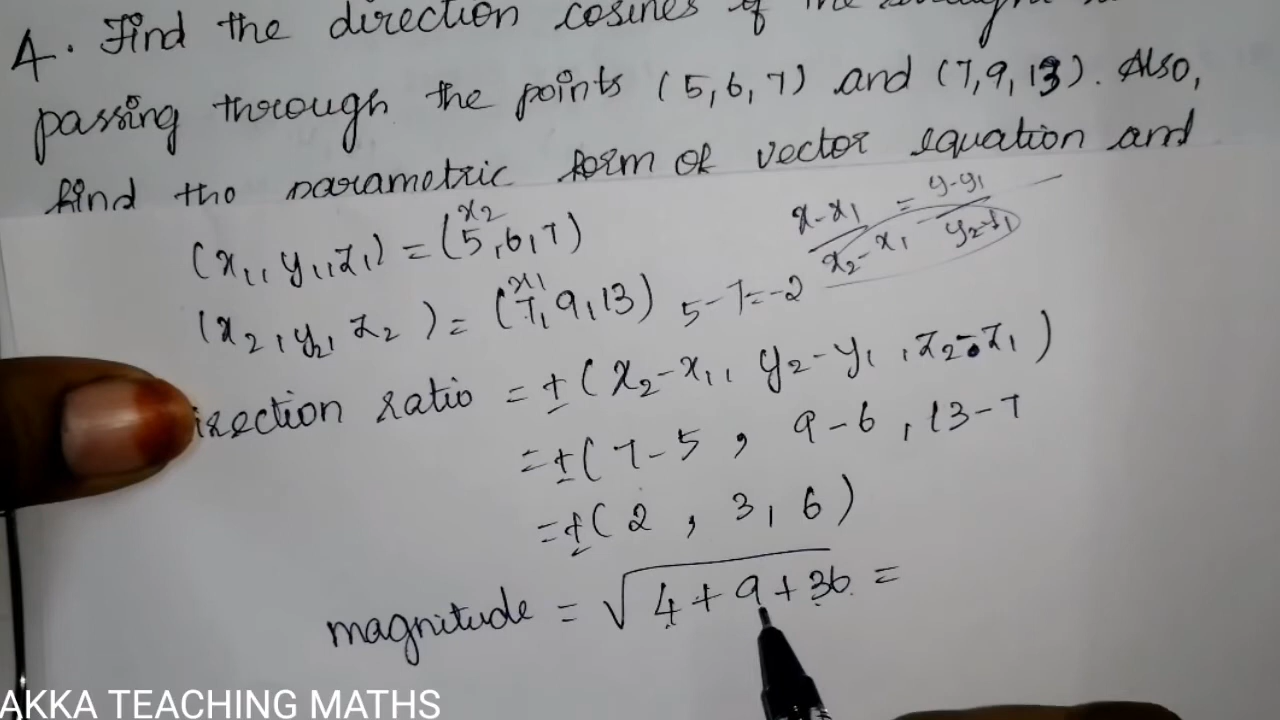 4. Find the direction cosines of the straight
passing through the points (5,6,7) and (7,9,13). Also,
find the parametric form of vector equation and
(x1, y1, z1) = (5,6,7)
x2
(x2, y2, z2) = (7,9,13)
x1
5-7=-2
x-x1/x2-x1 = y-y1/y2-y1
irection ratio = ±(x2-x1, y2-y1, z2-z1)
= ±(7-5, 9-6, 13-7
= ±(2, 3, 6)
magnitude = √4+9+36 =
AKKA TEACHING MATHS